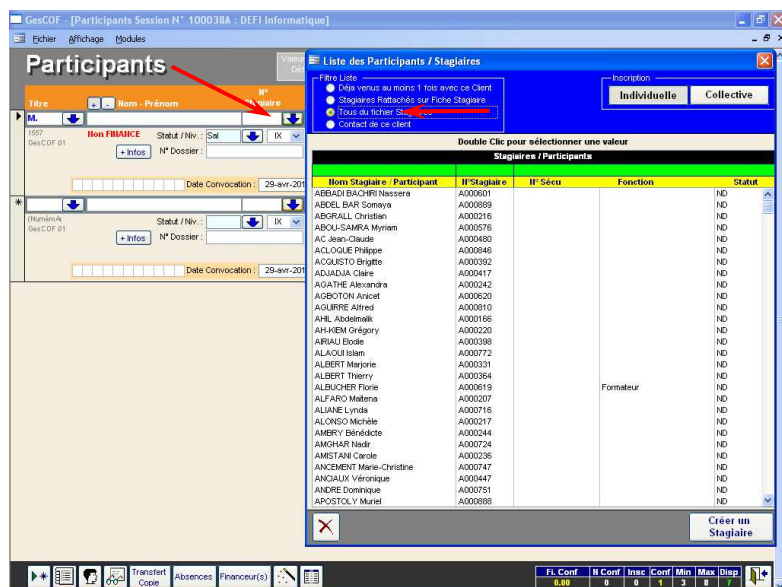 GesCOF - [Participants Session N° 100038A : DEFI Informatique]
Fichier Affichage Modules
Participants
Titre + - Nom - Prénom
M.
1557
GesCOF 01
Non FINANCE
Statut / Niv. : Sal IX
+ Infos N° Dossier :
Date Convocation : 29-avr-201
GesCOF 01
Statut / Niv. : IX
+ Infos N° Dossier :
Date Convocation : 29-avr-201
Liste des Participants / Stagiaires
Filtre Liste
Déjà venus au moins 1 fois avec ce Client
Stagiaires Rattachés sur Fiche Stagiaire
Tous du fichier
Contact de ce client
Inscription
Individuelle Collective
Double Clic pour sélectionner une valeur
Stagiaires / Participants
Nom Stagiaire / Participant N°Stagiaire N° Sécu Fonction Statut
ABBADI BACHIRI Nassera A000601 ND
ABDEL BAR Somaya A000889 ND
ABGRALL Christian A000216 ND
ABOU-SAMRA Myriam A000576 ND
AC Jean-Claude A000480 ND
ACLOQUE Philippe A000846 ND
ACQUISTO Brigitte A000392 ND
ADJADJA Claire A000417 ND
AGATHE Alexandra A000242 ND
AGBOTON Anicet A000620 ND
AGUIRRE Alfred A000810 ND
AHIL Abdelmalik A000166 ND
AH-KIEM Grégory A000220 ND
AIRIAU Elodie A000398 ND
ALAOUI Islam A000772 ND
ALBERT Marjorie A000331 ND
ALBERT Thierry A000364 ND
ALBUCHER Florie A000619 Formateur ND
ALFARO Maitena A000207 ND
ALIANE Lynda A000716 ND
ALONSO Michèle A000217 ND
AMBRY Bénédicte A000244 ND
AMGHAR Nadir A000724 ND
AMISTANI Carole A000236 ND
ANCEMENT Marie-Christine A000747 ND
ANCIAUX Véronique A000447 ND
ANDRE Dominique A000751 ND
APOSTOLY Muriel A000888 ND
Créer un
Stagiaire
Transfert
Copie
Absences Financeur(s)
Fi. Conf N Conf Insc Conf Min Max Disp
0.00 0 0 1 3 8 7